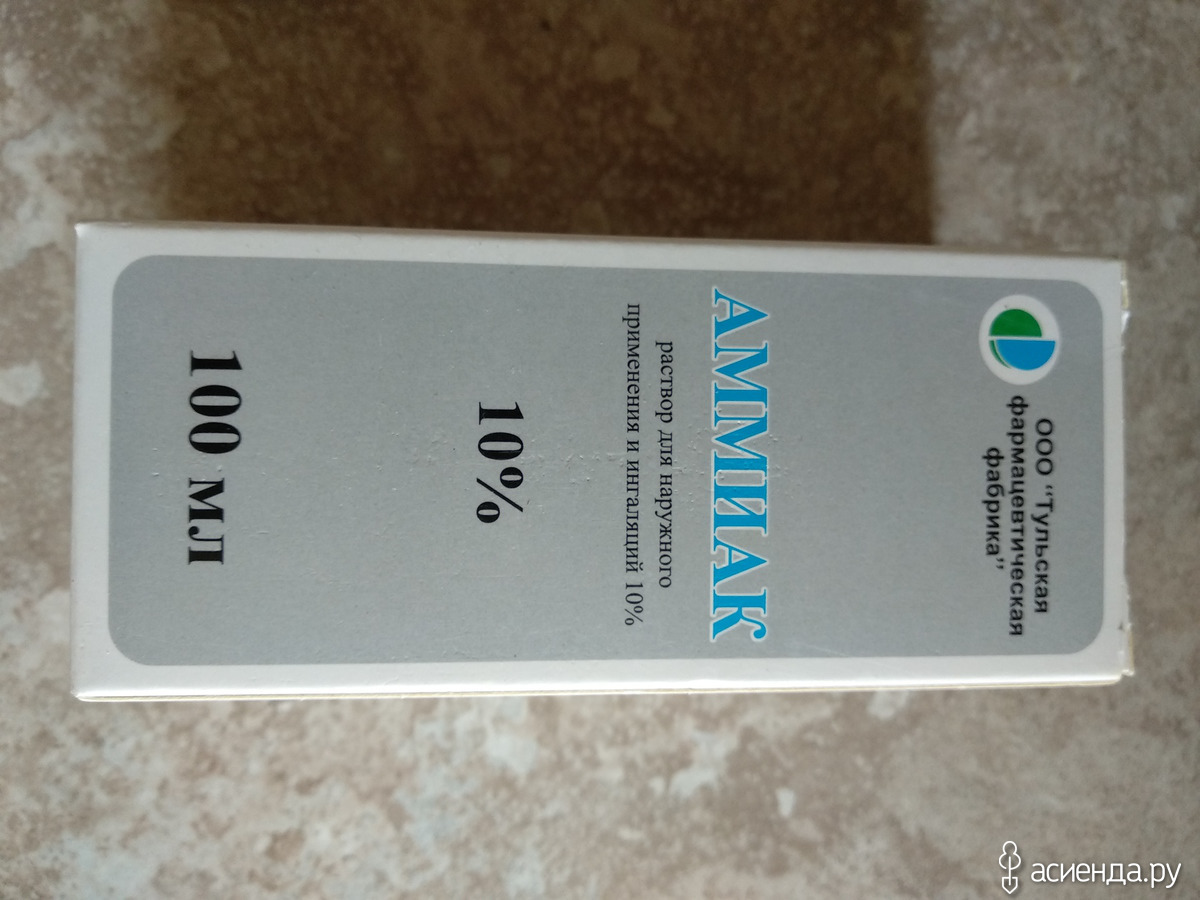 ООО “Тульская
фармацевтическая
фабрика”
АММИАК
раствор для наружного
применения и ингаляций 10%
10%
100 мл
асиенда.ру